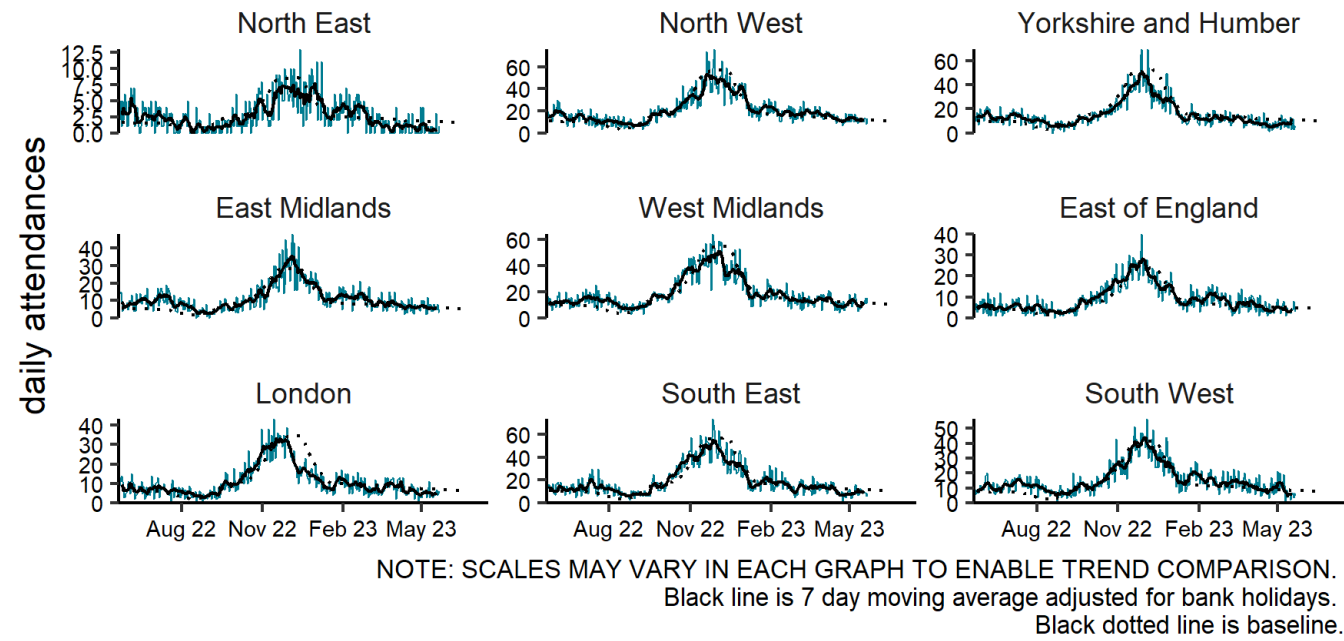 North East
North West
Yorkshire and Humber
12.5
10.0
7.5
5.0
2.5
0.0
60
40
20
0
60
40
20
0
daily attendances
East Midlands
West Midlands
East of England
40
30
20
10
0
60
40
20
0
40
30
20
10
0
London
South East
South West
40
30
20
10
0
60
40
20
0
50
40
30
20
10
0
Aug 22 Nov 22 Feb 23 May 23
Aug 22 Nov 22 Feb 23 May 23
Aug 22 Nov 22 Feb 23 May 23
NOTE: SCALES MAY VARY IN EACH GRAPH TO ENABLE TREND COMPARISON.
Black line is 7 day moving average adjusted for bank holidays.
Black dotted line is baseline.